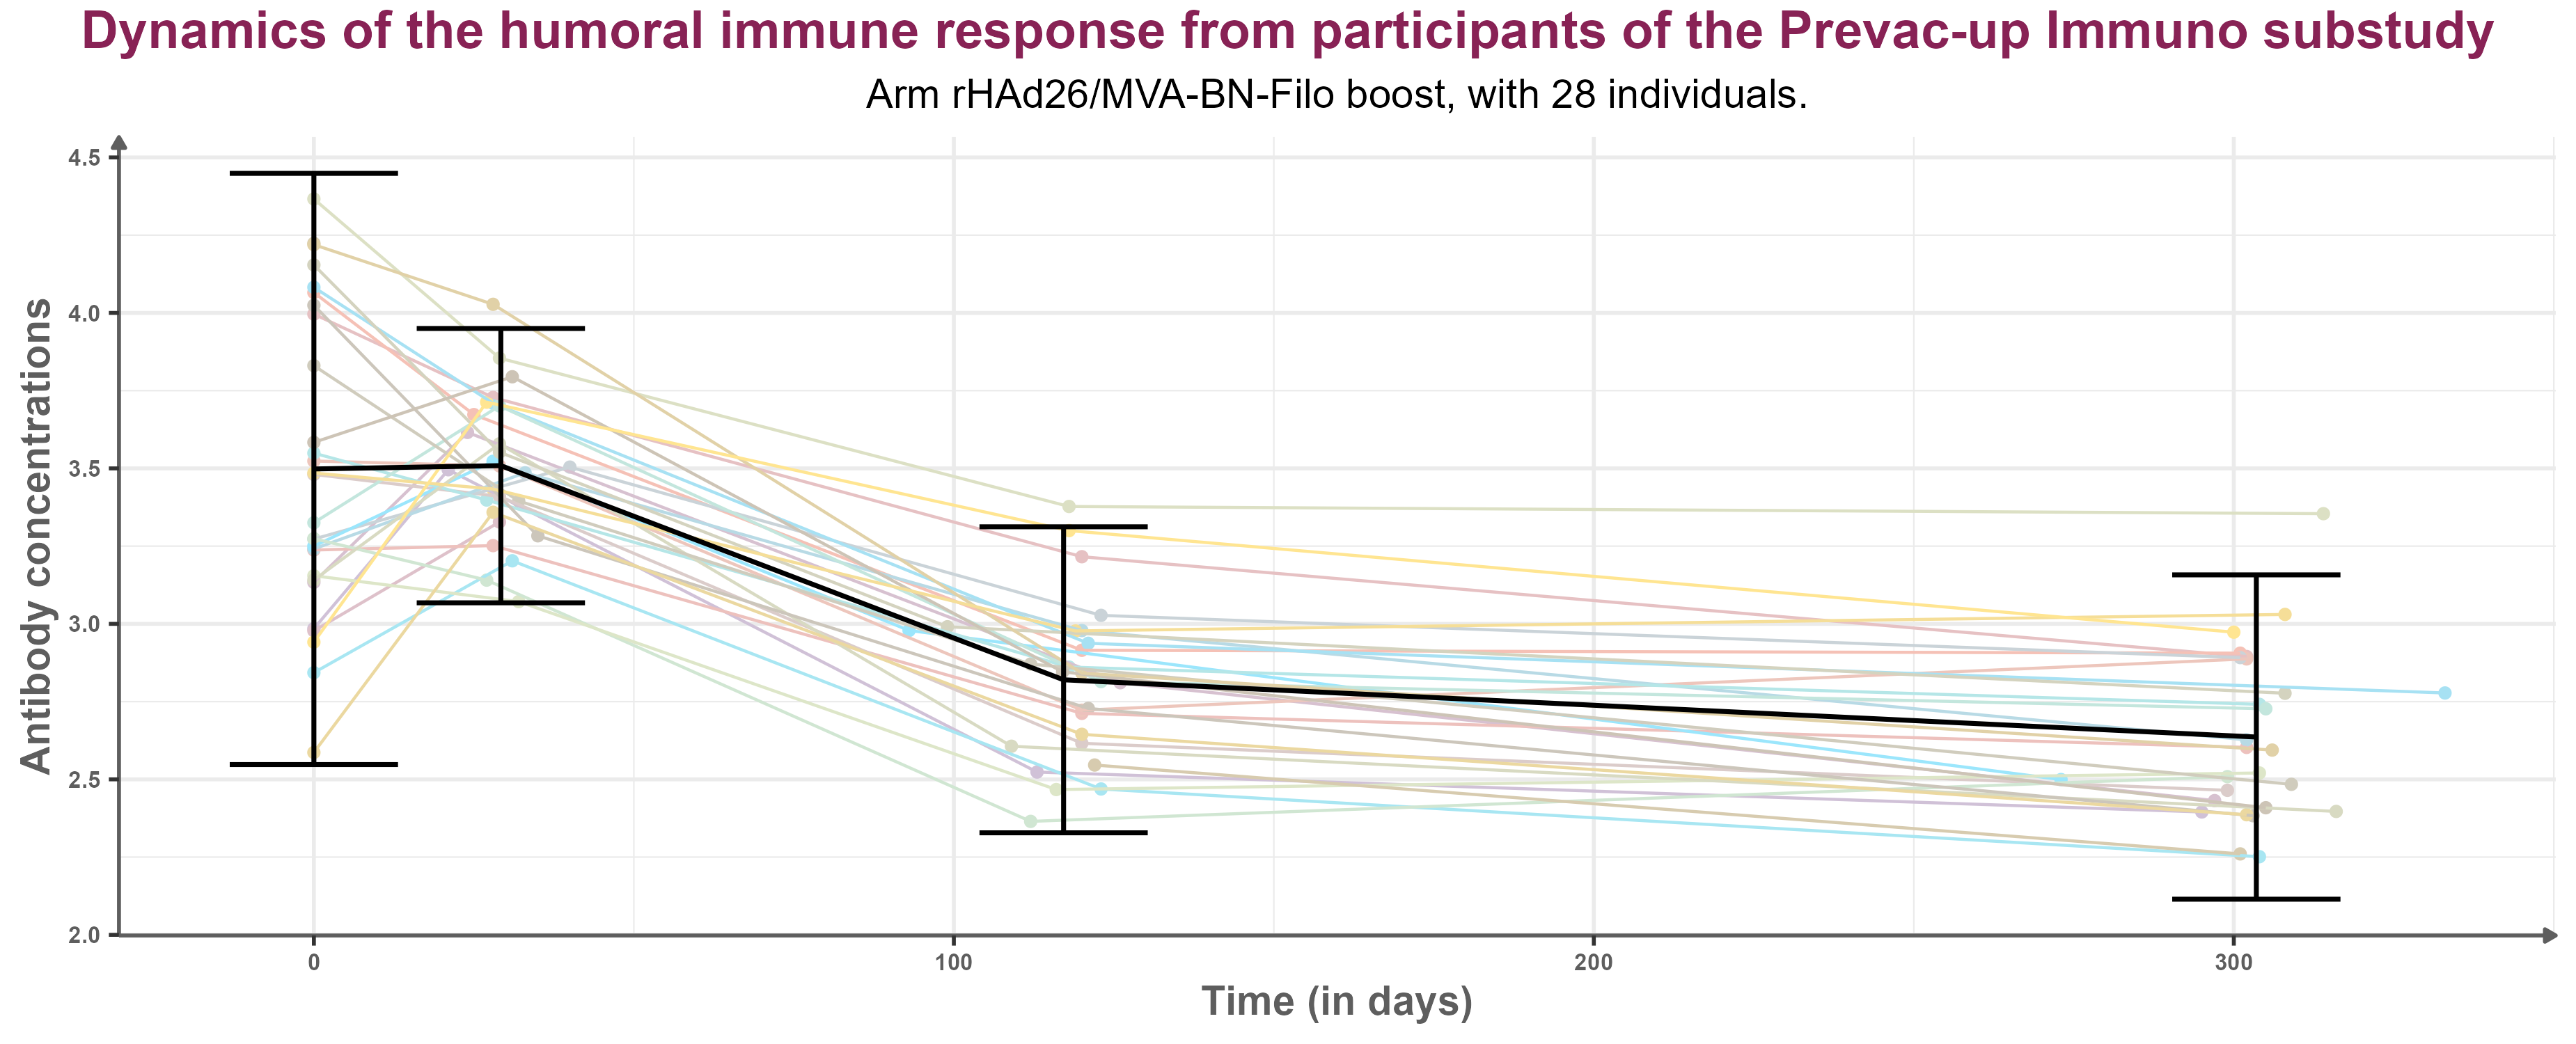 Dynamics of the humoral immune response from participants of the Prevac-up Immuno substudy
Arm rHAd26/MVA-BN-Filo boost, with 28 individuals.
Antibody concentrations
4.5
4.0
3.5
3.0
2.5
2.0
0 100 200 300
Time (in days)